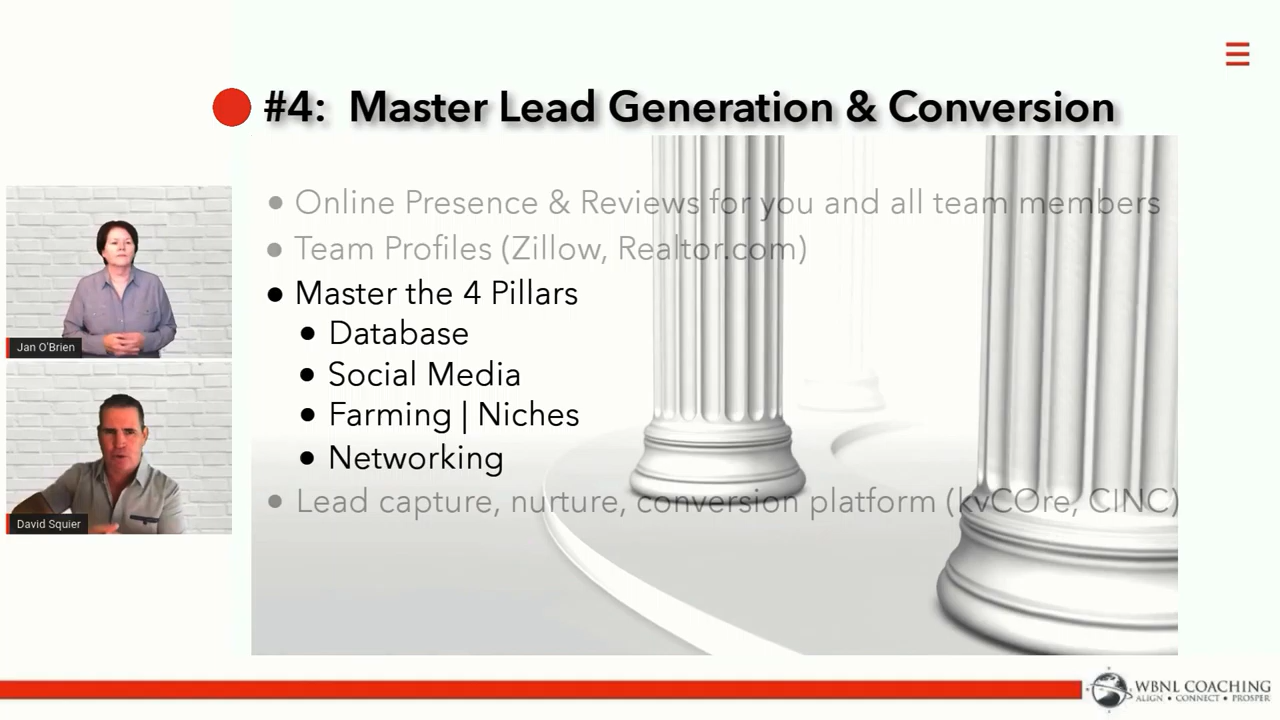 #4: Master Lead Generation & Conversion
• Online Presence & Reviews for you and all team members
• Team Profiles (Zillow, Realtor.com)
• Master the 4 Pillars
• Database
• Social Media
• Farming | Niches
• Networking
• Lead capture, nurture, conversion platform (kvCOre, CINC)
Jan O'Brien
David Squier
WBNL COACHING
ALIGN • CONNECT • PROSPER